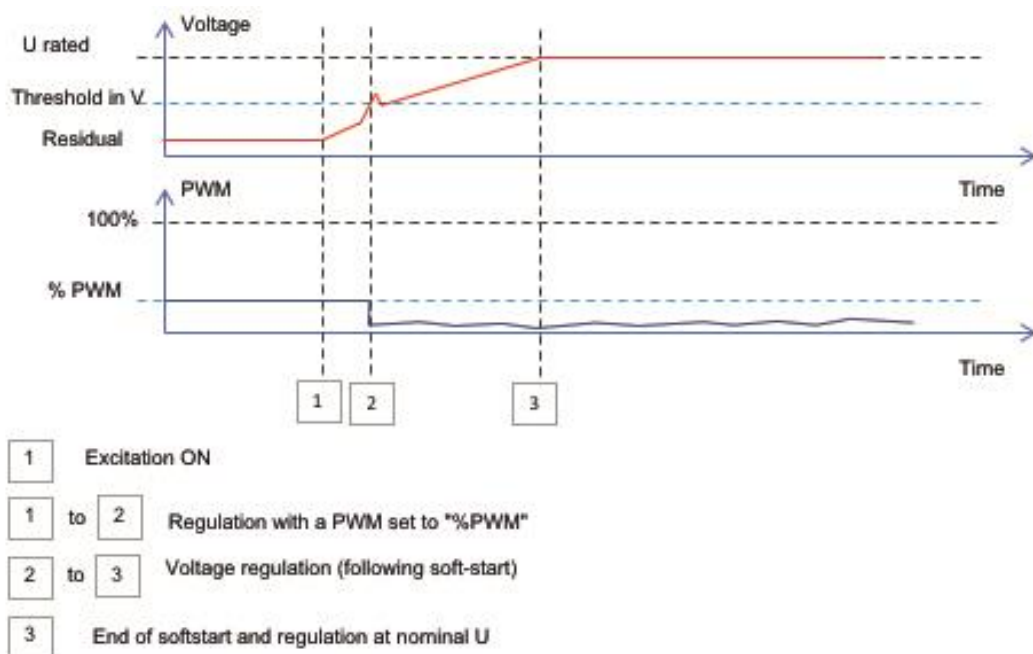 Voltage
U rated
Threshold in V
Residual
Time
PWM
100%
% PWM
Time
1 2 3
1 Excitation ON
1 to 2 Regulation with a PWM set to "%PWM"
2 to 3 Voltage regulation (following soft-start)
3 End of softstart and regulation at nominal U